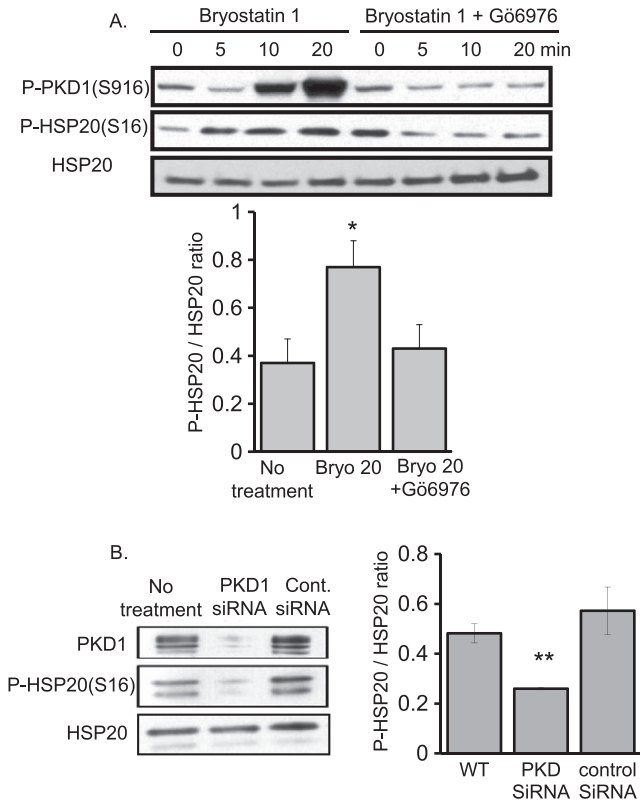 A.
Bryostatin 1
Bryostatin 1 + Gö6976
0 5 10 20 0 5 10 20 min
P-PKD1(S916)
P-HSP20(S16)
HSP20
P-HSP20 / HSP20 ratio
1
0.8
0.6
0.4
0.2
0
No treatment
Bryo 20
Bryo 20 +Gö6976
*
B.
No treatment
PKD1 siRNA
Cont. siRNA
PKD1
P-HSP20(S16)
HSP20
P-HSP20 / HSP20 ratio
0.8
0.6
0.4
0.2
0
**
WT
PKD SiRNA
control SiRNA